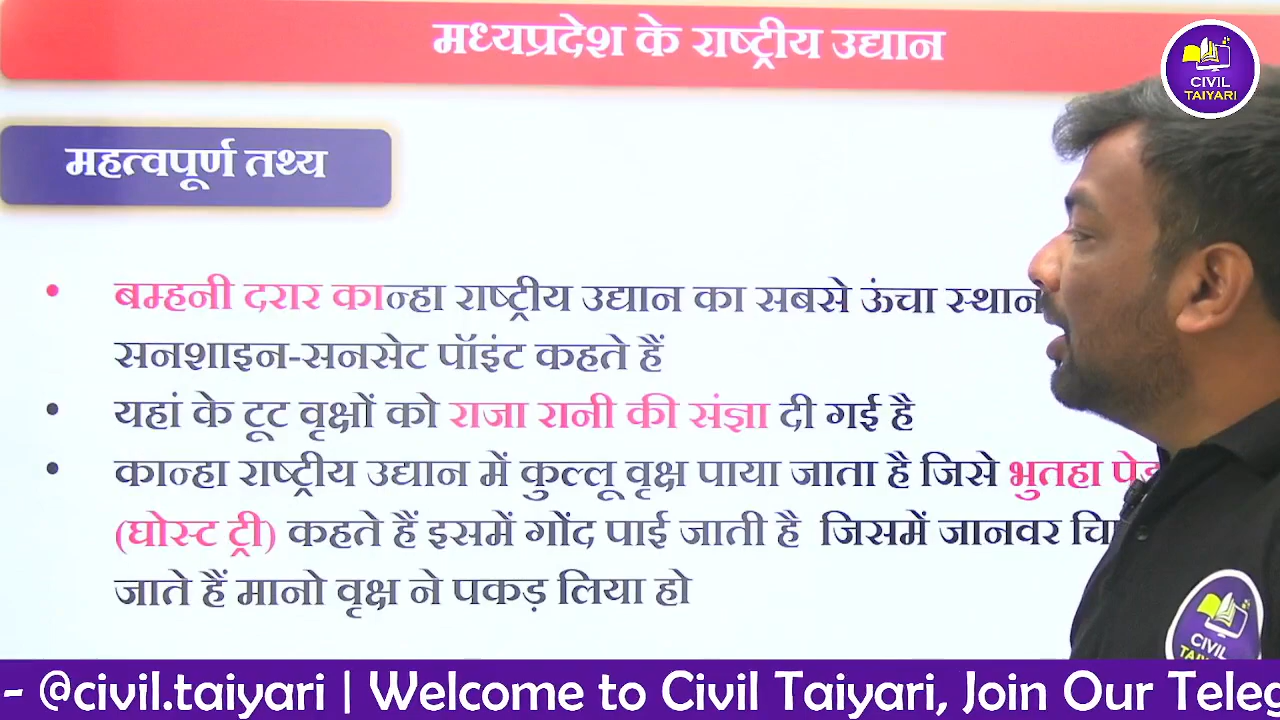 मध्यप्रदेश के राष्ट्रीय उद्यान
CIVIL
TAIYARI
महत्वपूर्ण तथ्य
• बम्हनी दरार कान्हा राष्ट्रीय उद्यान का सबसे ऊंचा स्थान
सनशाइन-सनसेट पॉइंट कहते हैं
• यहां के टूट वृक्षों को राजा रानी की संज्ञा दी गई है
• कान्हा राष्ट्रीय उद्यान में कुल्लू वृक्ष पाया जाता है जिसे भुतहा
(घोस्ट ट्री) कहते हैं इसमें गोंद पाई जाती है जिसमें जानवर
जाते हैं मानो वृक्ष ने पकड़ लिया हो
CIVIL
- @civil.taiyari | Welcome to Civil Taiyari, Join Our